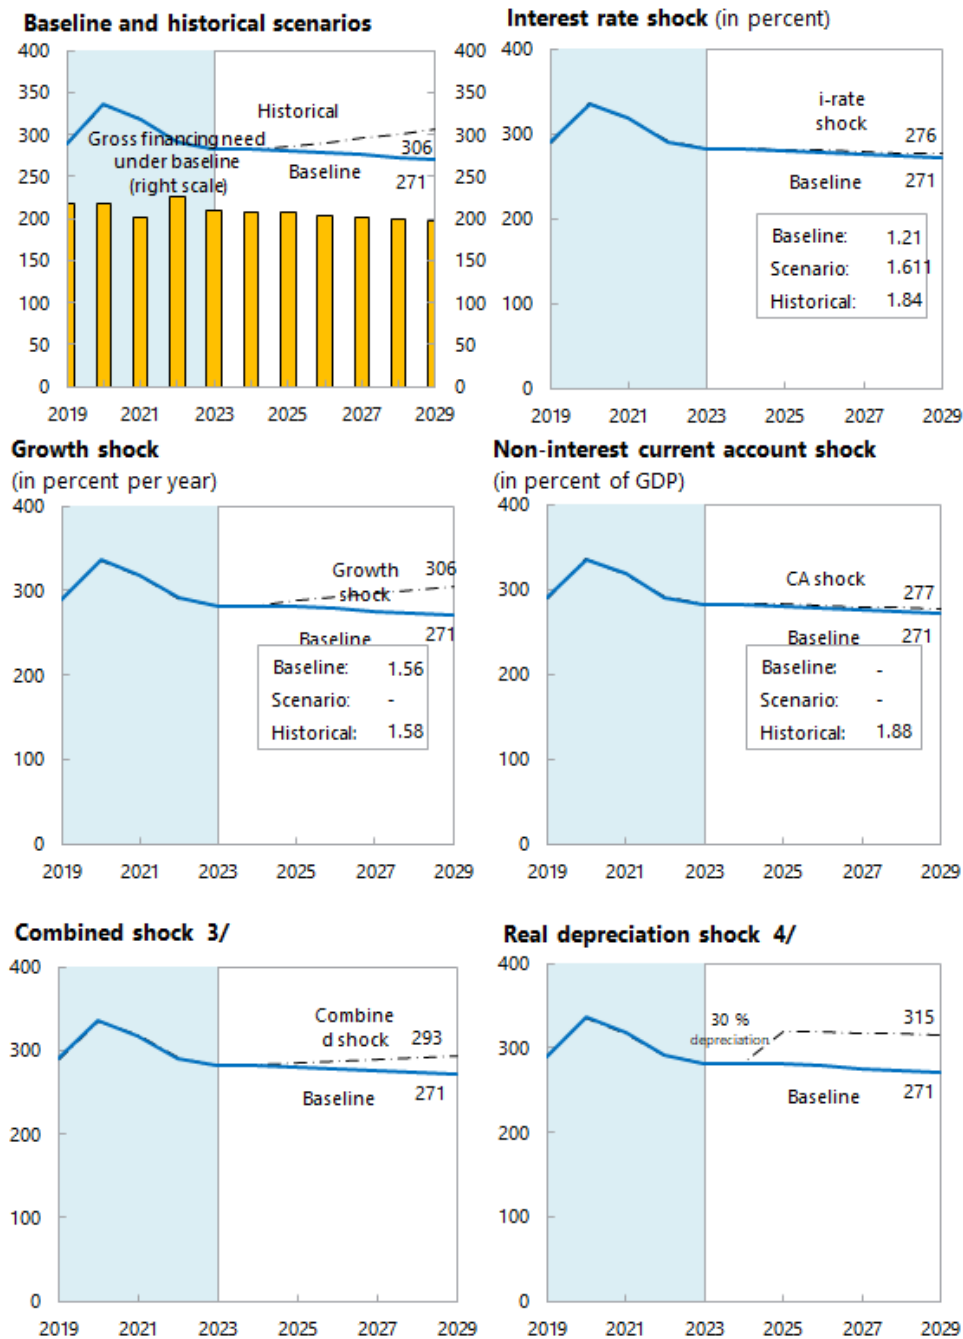 Baseline and historical scenarios
400
350
300
250
200
150
100
50
0
Historical
Gross financing need
under baseline
(right scale)
306
Baseline
271
400
350
300
250
200
150
100
50
0
2019 2021 2023 2025 2027 2029
Interest rate shock (in percent)
400
300
200
100
0
i-rate
shock
276
Baseline 271
Baseline: 1.21
Scenario: 1.611
Historical: 1.84
2019 2021 2023 2025 2027 2029
Growth shock
(in percent per year)
400
300
200
100
0
Growth
shock
306
Baseline 271
Baseline: 1.56
Scenario: -
Historical: 1.58
2019 2021 2023 2025 2027 2029
Non-interest current account shock
(in percent of GDP)
400
300
200
100
0
CA shock 277
Baseline 271
Baseline: -
Scenario: -
Historical: 1.88
2019 2021 2023 2025 2027 2029
Combined shock 3/
400
300
200
100
0
Combine
d shock
293
Baseline 271
2019 2021 2023 2025 2027 2029
Real depreciation shock 4/
400
300
200
100
0
30 %
depreciation
315
Baseline 271
2019 2021 2023 2025 2027 2029